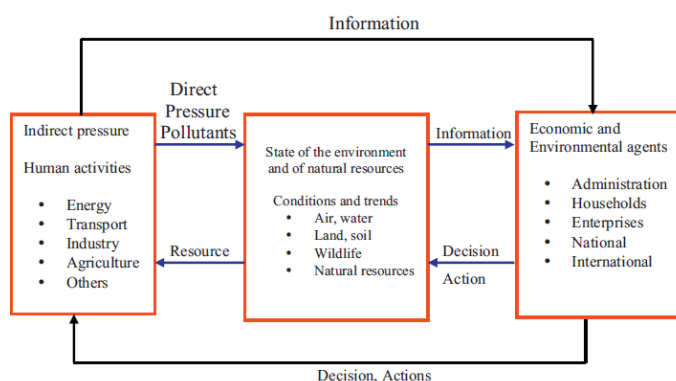 Information
Direct
Pressure
Pollutants
Indirect pressure
Human activities
• Energy
• Transport
• Industry
• Agriculture
• Others
Resource
State of the environment
and of natural resources
Conditions and trends
• Air, water
• Land, soil
• Wildlife
• Natural resources
Information
Decision
Action
Economic and
Environmental agents
• Administration
• Households
• Enterprises
• National
• International
Decision, Actions